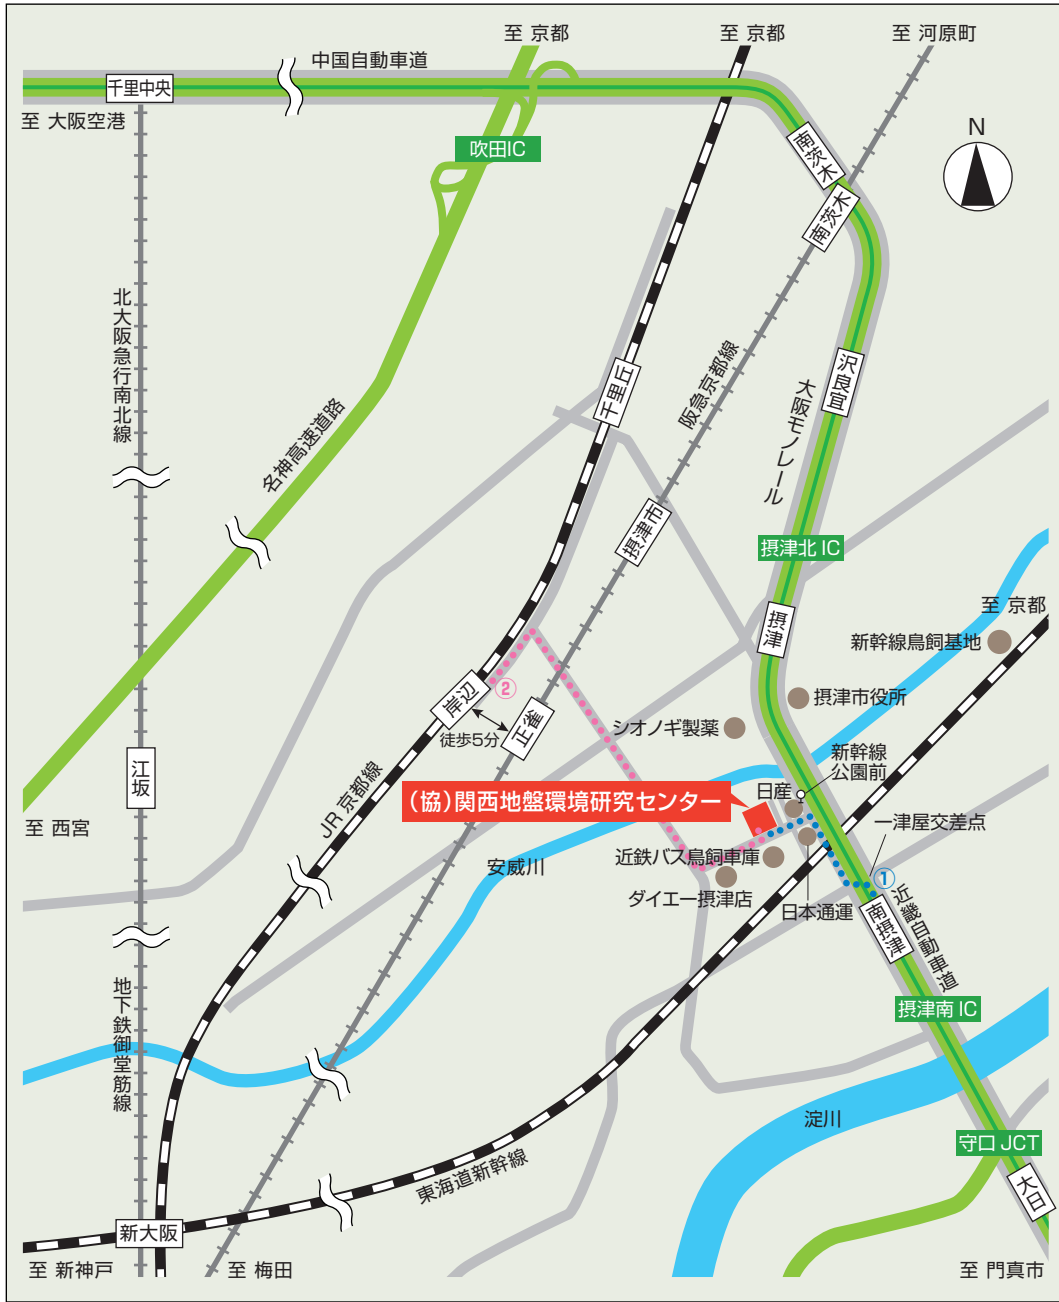 至 京都
至 京都
至 河原町
中国自動車道
千里中央
至 大阪空港
吹田IC
N
南茨木
南茨木
北大阪急行南北線
千里丘
阪急京都線
沢良宜
大阪モノレール
名神高速道路
摂津市
摂津北 IC
摂津
至 京都
新幹線鳥飼基地
岸辺
②
正雀
徒歩5分
摂津市役所
シオノギ製薬
新幹線
公園前
江坂
日産
(協)関西地盤環境研究センター
至 西宮
JR 京都線
一津屋交差点
安威川
近鉄バス鳥飼車庫
①
ダイエー摂津店
日本通運
南摂津
近畿自動車道
地下鉄御堂筋線
摂津南 IC
淀川
守口 JCT
東海道新幹線
大日
新大阪
至 新神戸
至 梅田
至 門真市